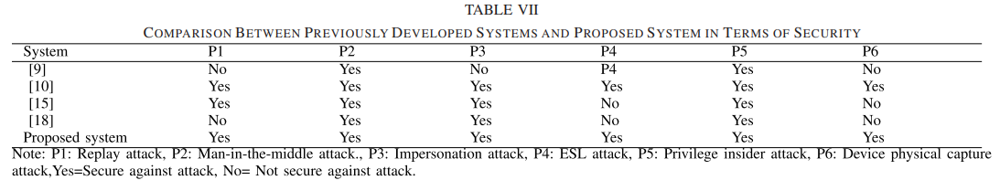 TABLE VII
COMPARISON BETWEEN PREVIOUSLY DEVELOPED SYSTEMS AND PROPOSED SYSTEM IN TERMS OF SECURITY
System P1 P2 P3 P4 P5 P6
[9] No Yes No P4 Yes No
[10] Yes Yes Yes Yes Yes Yes
[15] Yes Yes Yes No Yes No
[18] No Yes Yes No Yes No
Proposed system Yes Yes Yes Yes Yes Yes
Note: P1: Replay attack, P2: Man-in-the-middle attack., P3: Impersonation attack, P4: ESL attack, P5: Privilege insider attack, P6: Device physical capture
attack,Yes=Secure against attack, No= Not secure against attack.